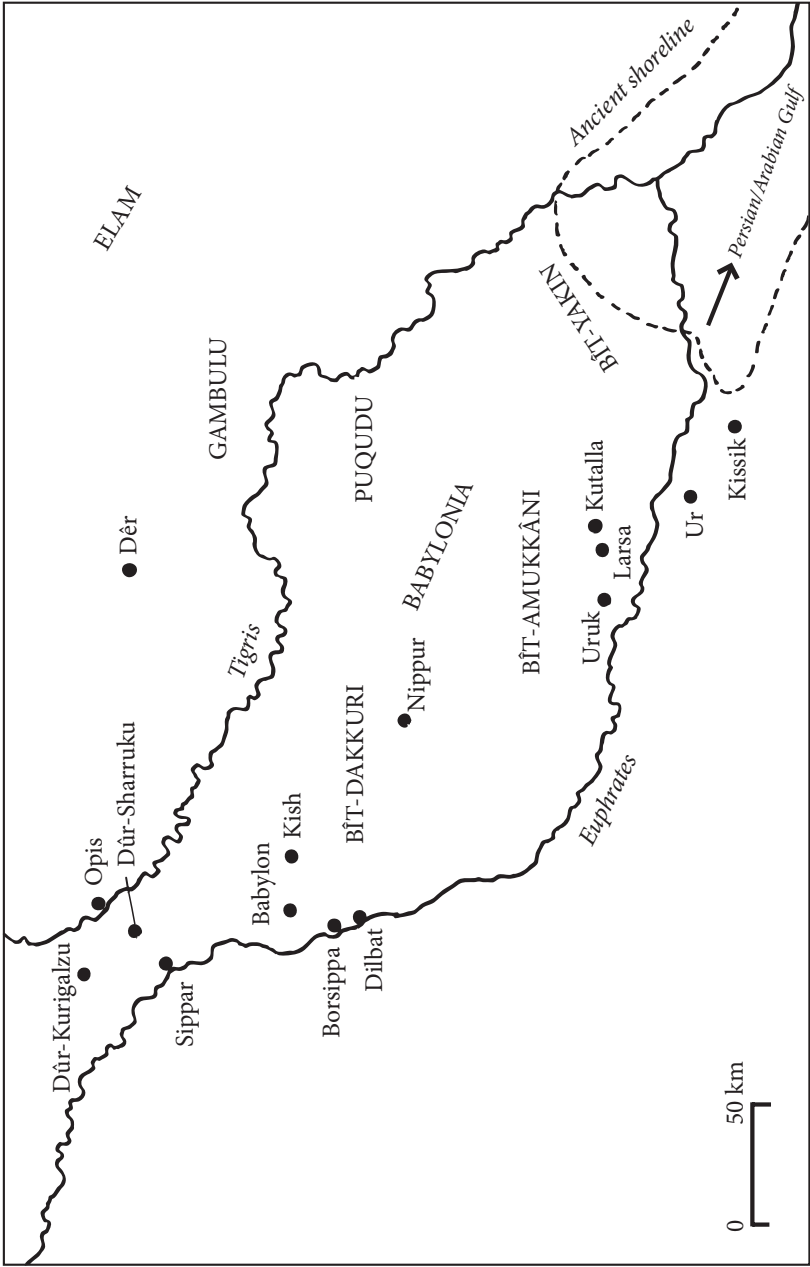 Dûr-Kurigalzu
Opis
Dûr-Sharruku
Sippar
Dêr
Tigris
ELAM
GAMBULU
Babylon
Kish
Borsippa
Dilbat
BÎT-DAKKURI
Nippur
BABYLONIA
PUQUDU
BÎT-AMUKKÂNI
Uruk
Larsa
Kutalla
Euphrates
Ur
Kissik
BÎT-YAKIN
Ancient shoreline
Persian/Arabian Gulf
0
50 km